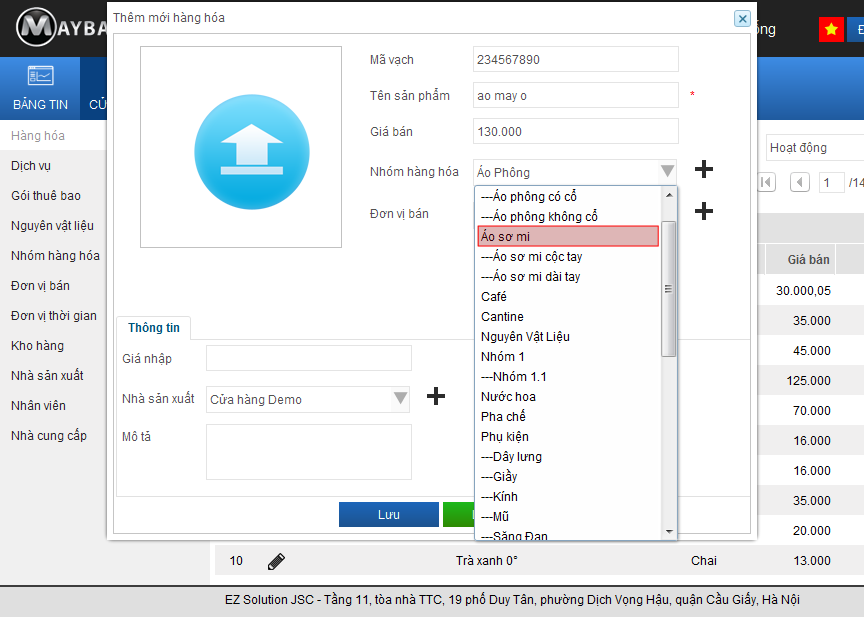 MAYBA
Thêm mới hàng hóa
BẢNG TIN
Hàng hóa
Dịch vụ
Gói thuê bao
Nguyên vật liệu
Nhóm hàng hóa
Đơn vị bán
Đơn vị thời gian
Kho hàng
Nhà sản xuất
Nhân viên
Nhà cung cấp
Mã vạch
234567890
Tên sản phẩm
ao may o
*
Giá bán
130.000
Nhóm hàng hóa
Áo Phông
Đơn vị bán
---Áo phông có cổ
---Áo phông không cổ
Áo sơ mi
---Áo sơ mi cộc tay
---Áo sơ mi dài tay
Café
Cantine
Nguyên Vật Liệu
Nhóm 1
---Nhóm 1.1
Nước hoa
Pha chế
Phụ kiện
---Dây lưng
---Giầy
---Kính
---Mũ
---Săng Đan
Thông tin
Giá nhập
Nhà sản xuất
Cửa hàng Demo
Mô tả
Lưu
Hoạt động
1 /14
Giá bán
30.000,05
35.000
45.000
125.000
70.000
16.000
16.000
35.000
20.000
10 Trà xanh 0° Chai 13.000
EZ Solution JSC - Tầng 11, tòa nhà TTC, 19 phố Duy Tân, phường Dịch Vọng Hậu, quận Cầu Giấy, Hà Nội